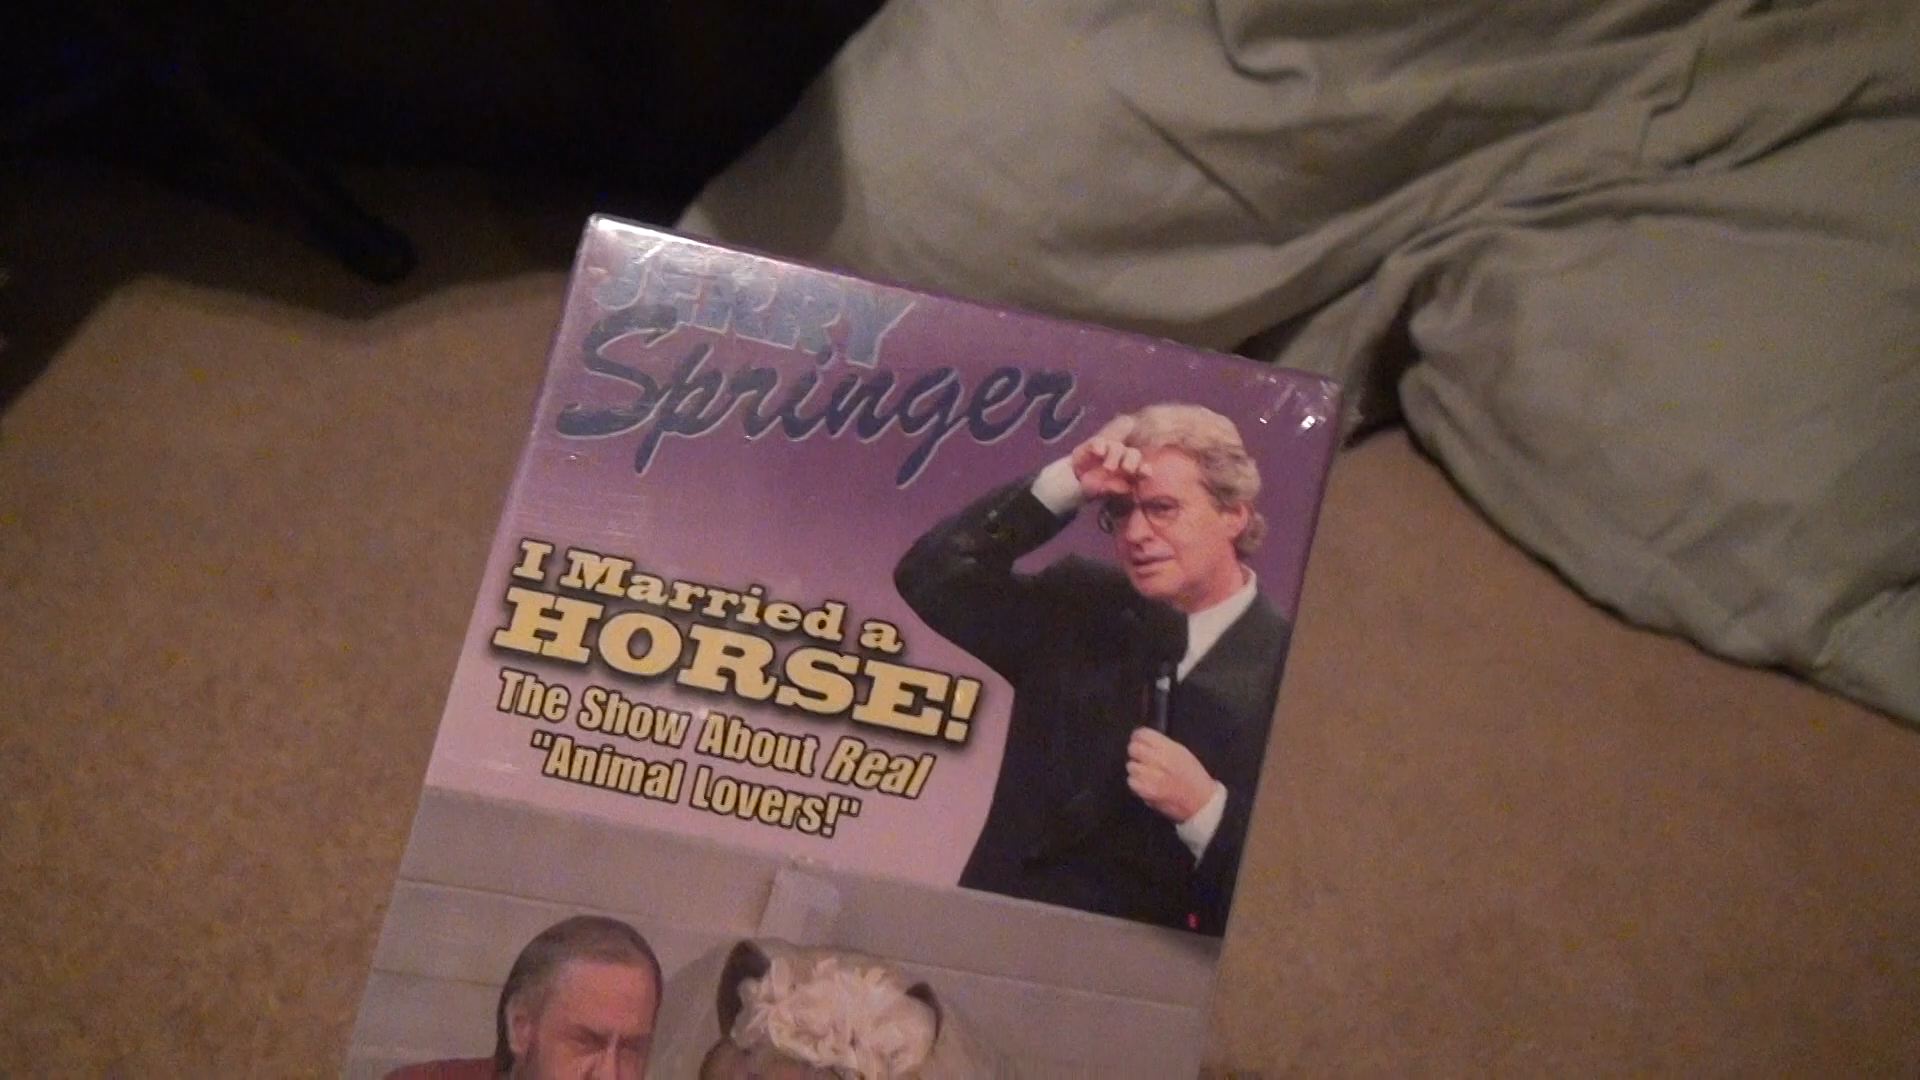 JERRY
Springer
I Married a
HORSE!
The Show About Real
"Animal Lovers!"